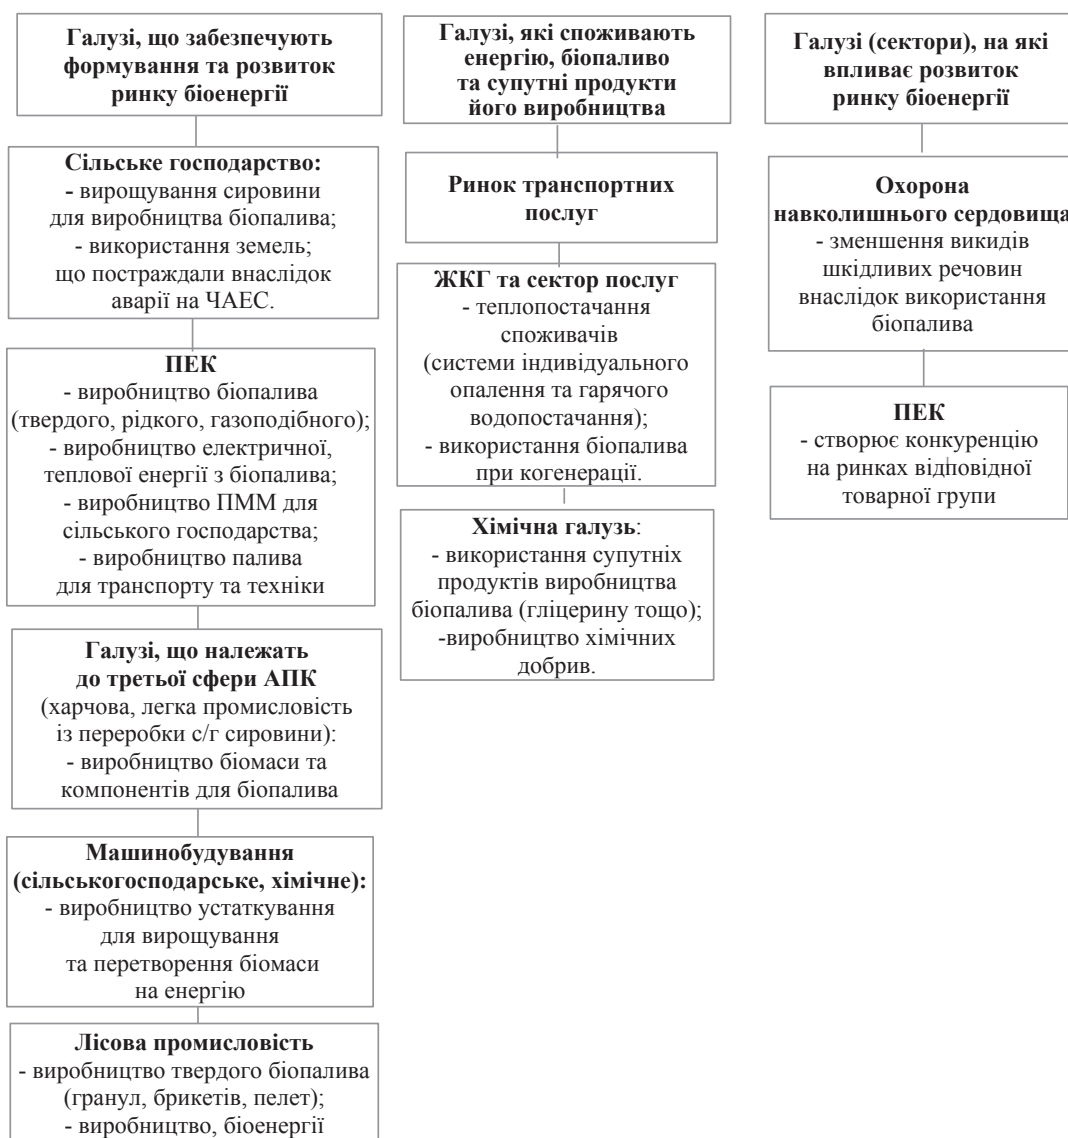 Галузі, що забезпечують
формування та розвиток
ринку біоенергії
Сільське господарство:
- вирощування сировини
для виробництва біопалива;
- використання земель;
що постраждали внаслідок
аварії на ЧАЕС.
ПЕК
- виробництво біопалива
(твердого, рідкого, газоподібного);
- виробництво електричної,
теплової енергії з біопалива;
- виробництво ПММ для
сільського господарства;
- виробництво палива
для транспорту та техніки
Галузі, що належать
до третьої сфери АПК
(харчова, легка промисловість
із переробки с/г сировини):
- виробництво біомаси та
компонентів для біопалива
Машинобудування
(сільськогосподарське, хімічне):
- виробництво устаткування
для вирощування
та перетворення біомаси
на енергію
Лісова промисловість
- виробництво твердого біопалива
(гранул, брикетів, пелет);
- виробництво, біоенергії
Галузі, які споживають
енергію, біопаливо
та супутні продукти
його виробництва
Ринок транспортних
послуг
ЖКГ та сектор послуг
- теплопостачання
споживачів
(системи індивідуального
опалення та гарячого
водопостачання);
- використання біопалива
при когенерації.
Хімічна галузь:
- використання супутніх
продуктів виробництва
біопалива (гліцерину тощо);
-виробництво хімічних
добрив.
Галузі (сектори), на які
впливає розвиток
ринку біоенергії
Охорона
навколишнього сердовища
- зменшення викидів
шкідливих речовин
внаслідок використання
біопалива
ПЕК
- створює конкуренцію
на ринках відповідної
товарної групи